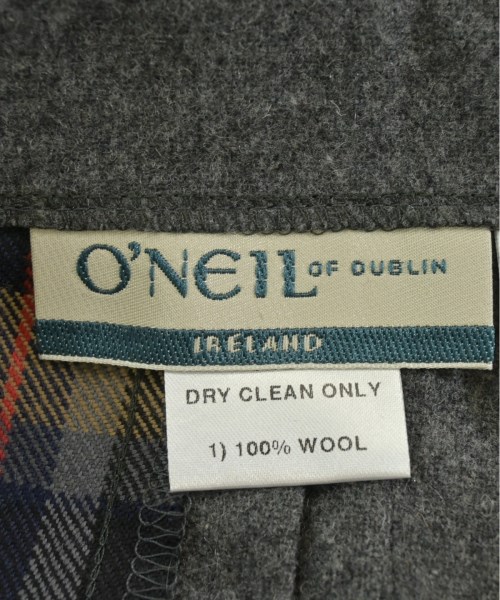 O'NEIL OF DUBLIN
IRELAND
DRY CLEAN ONLY
1) 100% WOOL